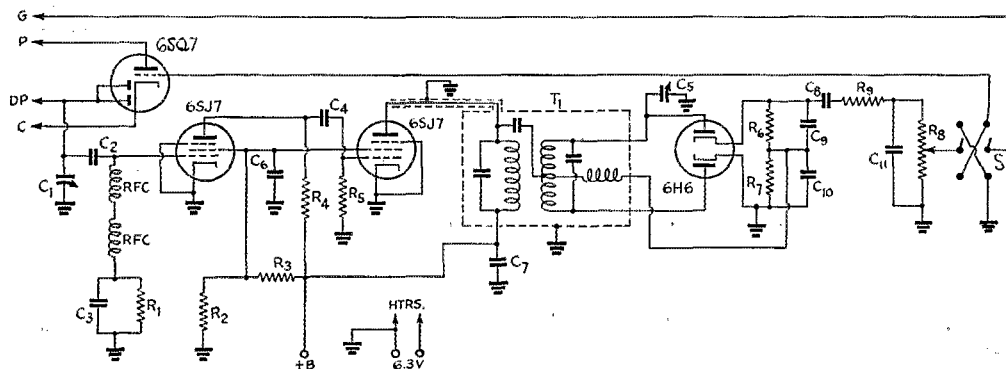 G
P
6SQ7
DP
C
6SJ7
C4
6SJ7
T1
C5
C8
R9
C2
C6
R4
R5
6H6
R6
R7
C9
C10
C11
R8
S
C1
RFC
RFC
C3
R1
R2
R3
C7
HTRS.
+B
6.3V